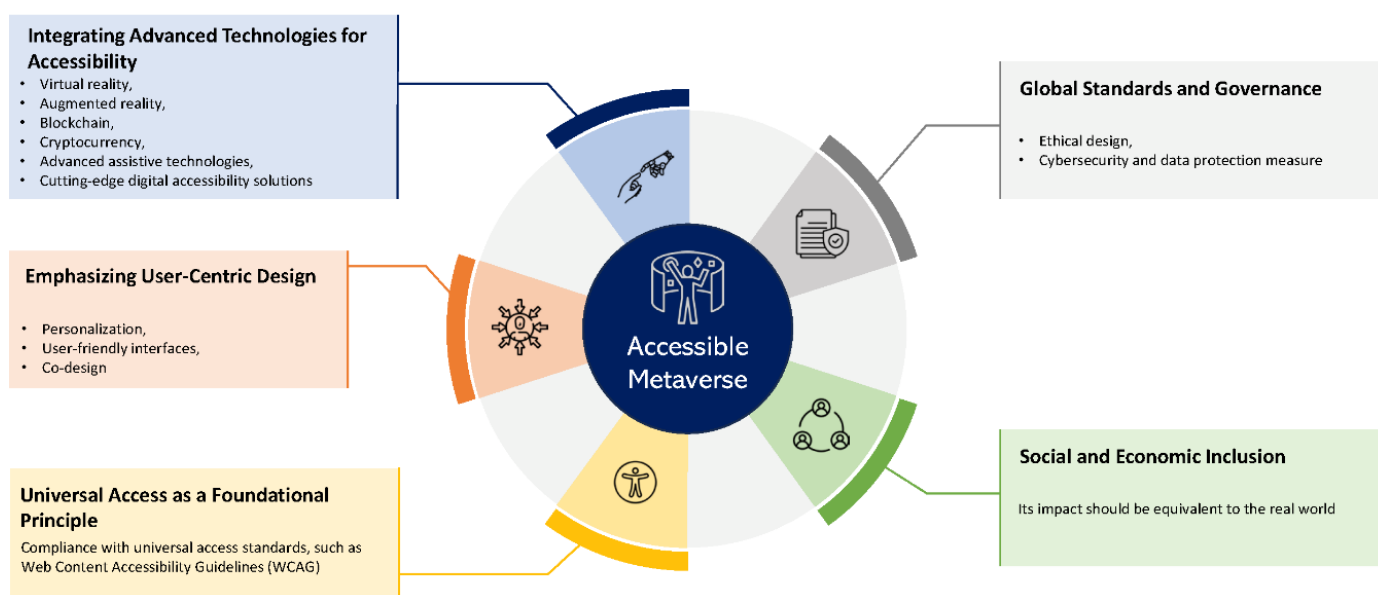 Integrating Advanced Technologies for
Accessibility
• Virtual reality,
• Augmented reality,
• Blockchain,
• Cryptocurrency,
• Advanced assistive technologies,
• Cutting-edge digital accessibility solutions
Emphasizing User-Centric Design
• Personalization,
• User-friendly interfaces,
• Co-design
Universal Access as a Foundational
Principle
Compliance with universal access standards, such as
Web Content Accessibility Guidelines (WCAG)
Accessible
Metaverse
Global Standards and Governance
• Ethical design,
• Cybersecurity and data protection measure
Social and Economic Inclusion
Its impact should be equivalent to the real world